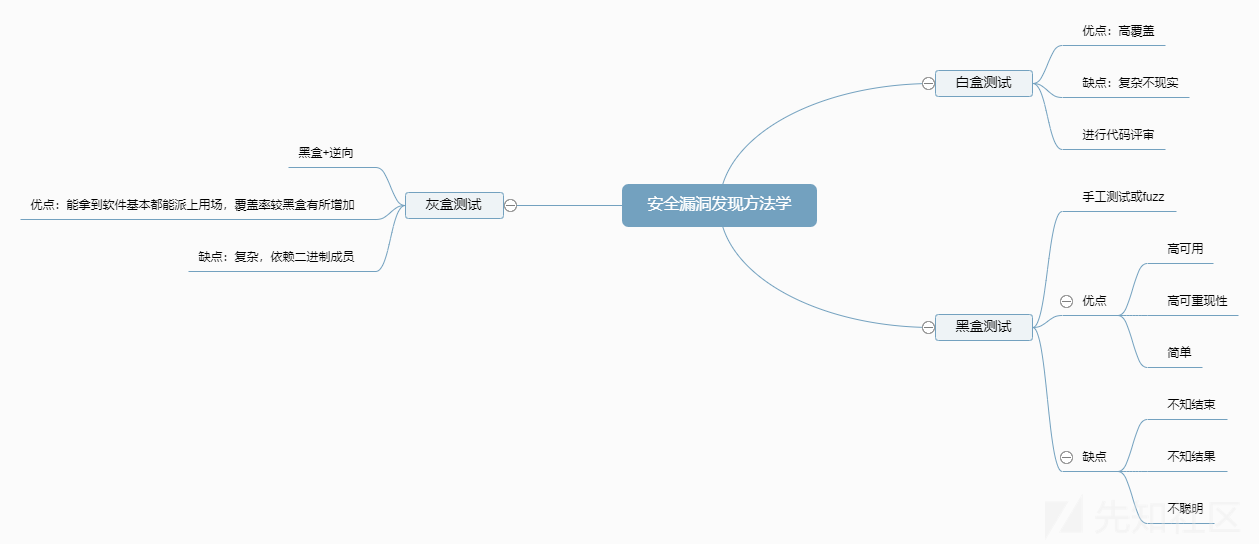 安全漏洞发现方法学
白盒测试
优点：高覆盖
缺点：复杂不现实
进行代码评审
黑盒测试
手工测试或fuzz
优点
高可用
高可重现性
简单
缺点
不知结束
不知结果
不聪明
灰盒测试
黑盒+逆向
优点：能拿到软件基本都能派上用场，覆盖率较黑盒有所增加
缺点：复杂，依赖二进制成员
先知社区